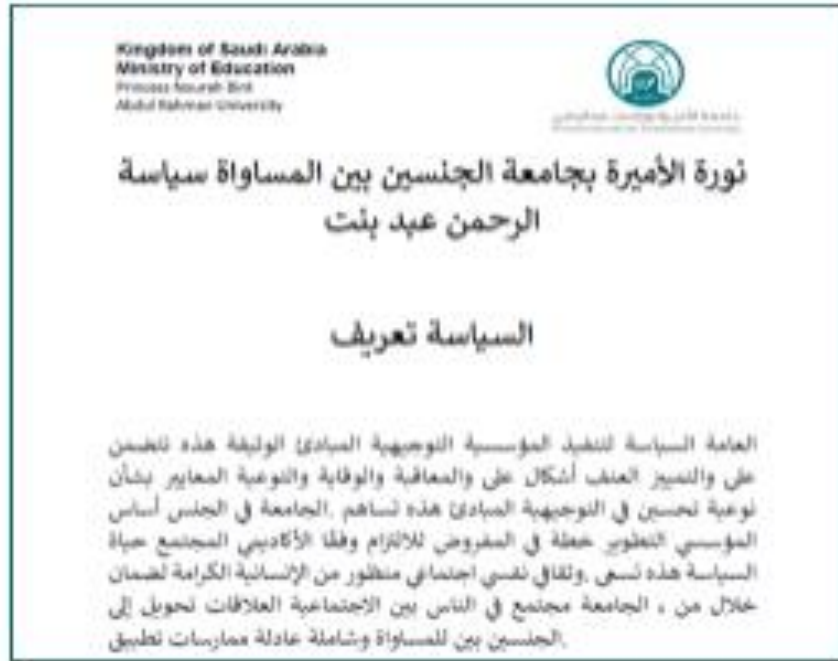 Kingdom of Saudi Arabia
Ministry of Education
Princess Nourah Bint
Abdul Rahman University
نورة الأميرة بجامعة الجنسين بين المساواة سياسة
الرحمن عبد بنت
السياسة تعريف
العامة السياسة لتنفيذ المؤسسية التوجيهية المبادئ الوثيقة هذه تتضمن
على والتمييز العنف أشكال على والمعاقبة والوقاية والتوعية المعايير بشأن
نوعية تحسين في التوجيهية المبادئ هذه تساهم .الجامعة في الجنس أساس
المؤسسي التطوير خطة في المفروض للالتزام وفقًا الأكاديمي المجتمع حياة
السياسة هذه تسعى .وثقافي نفسي اجتماعي منظور من الإنسانية الكرامة لضمان
خلال من ، الجامعة مجتمع في الناس بين الاجتماعية العلاقات تحويل إلى
.الجنسين بين للمساواة وشاملة عادلة ممارسات تطبيق